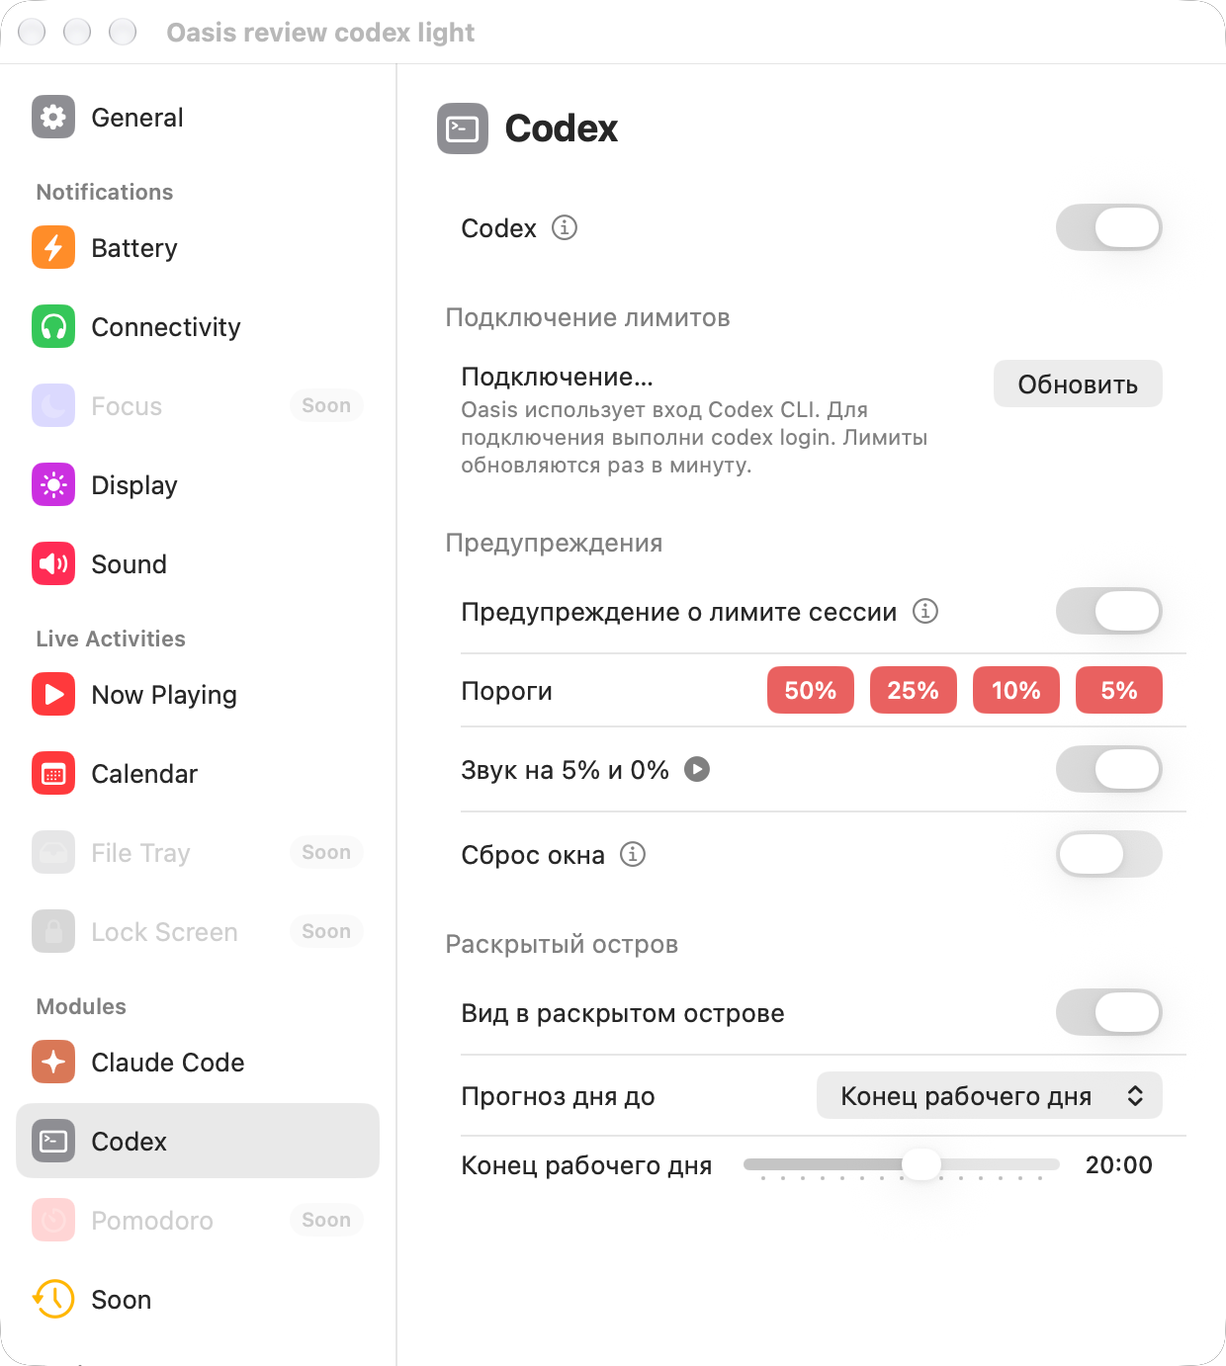 Oasis review codex light
General
Notifications
Battery
Connectivity
Focus Soon
Display
Sound
Live Activities
Now Playing
Calendar
File Tray Soon
Lock Screen Soon
Modules
Claude Code
Codex
Pomodoro Soon
Soon
Codex
Codex
Подключение лимитов
Подключение...
Обновить
Oasis использует вход Codex CLI. Для
подключения выполни codex login. Лимиты
обновляются раз в минуту.
Предупреждения
Предупреждение о лимите сессии
Пороги 50% 25% 10% 5%
Звук на 5% и 0%
Сброс окна
Раскрытый остров
Вид в раскрытом острове
Прогноз дня до Конец рабочего дня
Конец рабочего дня 20:00